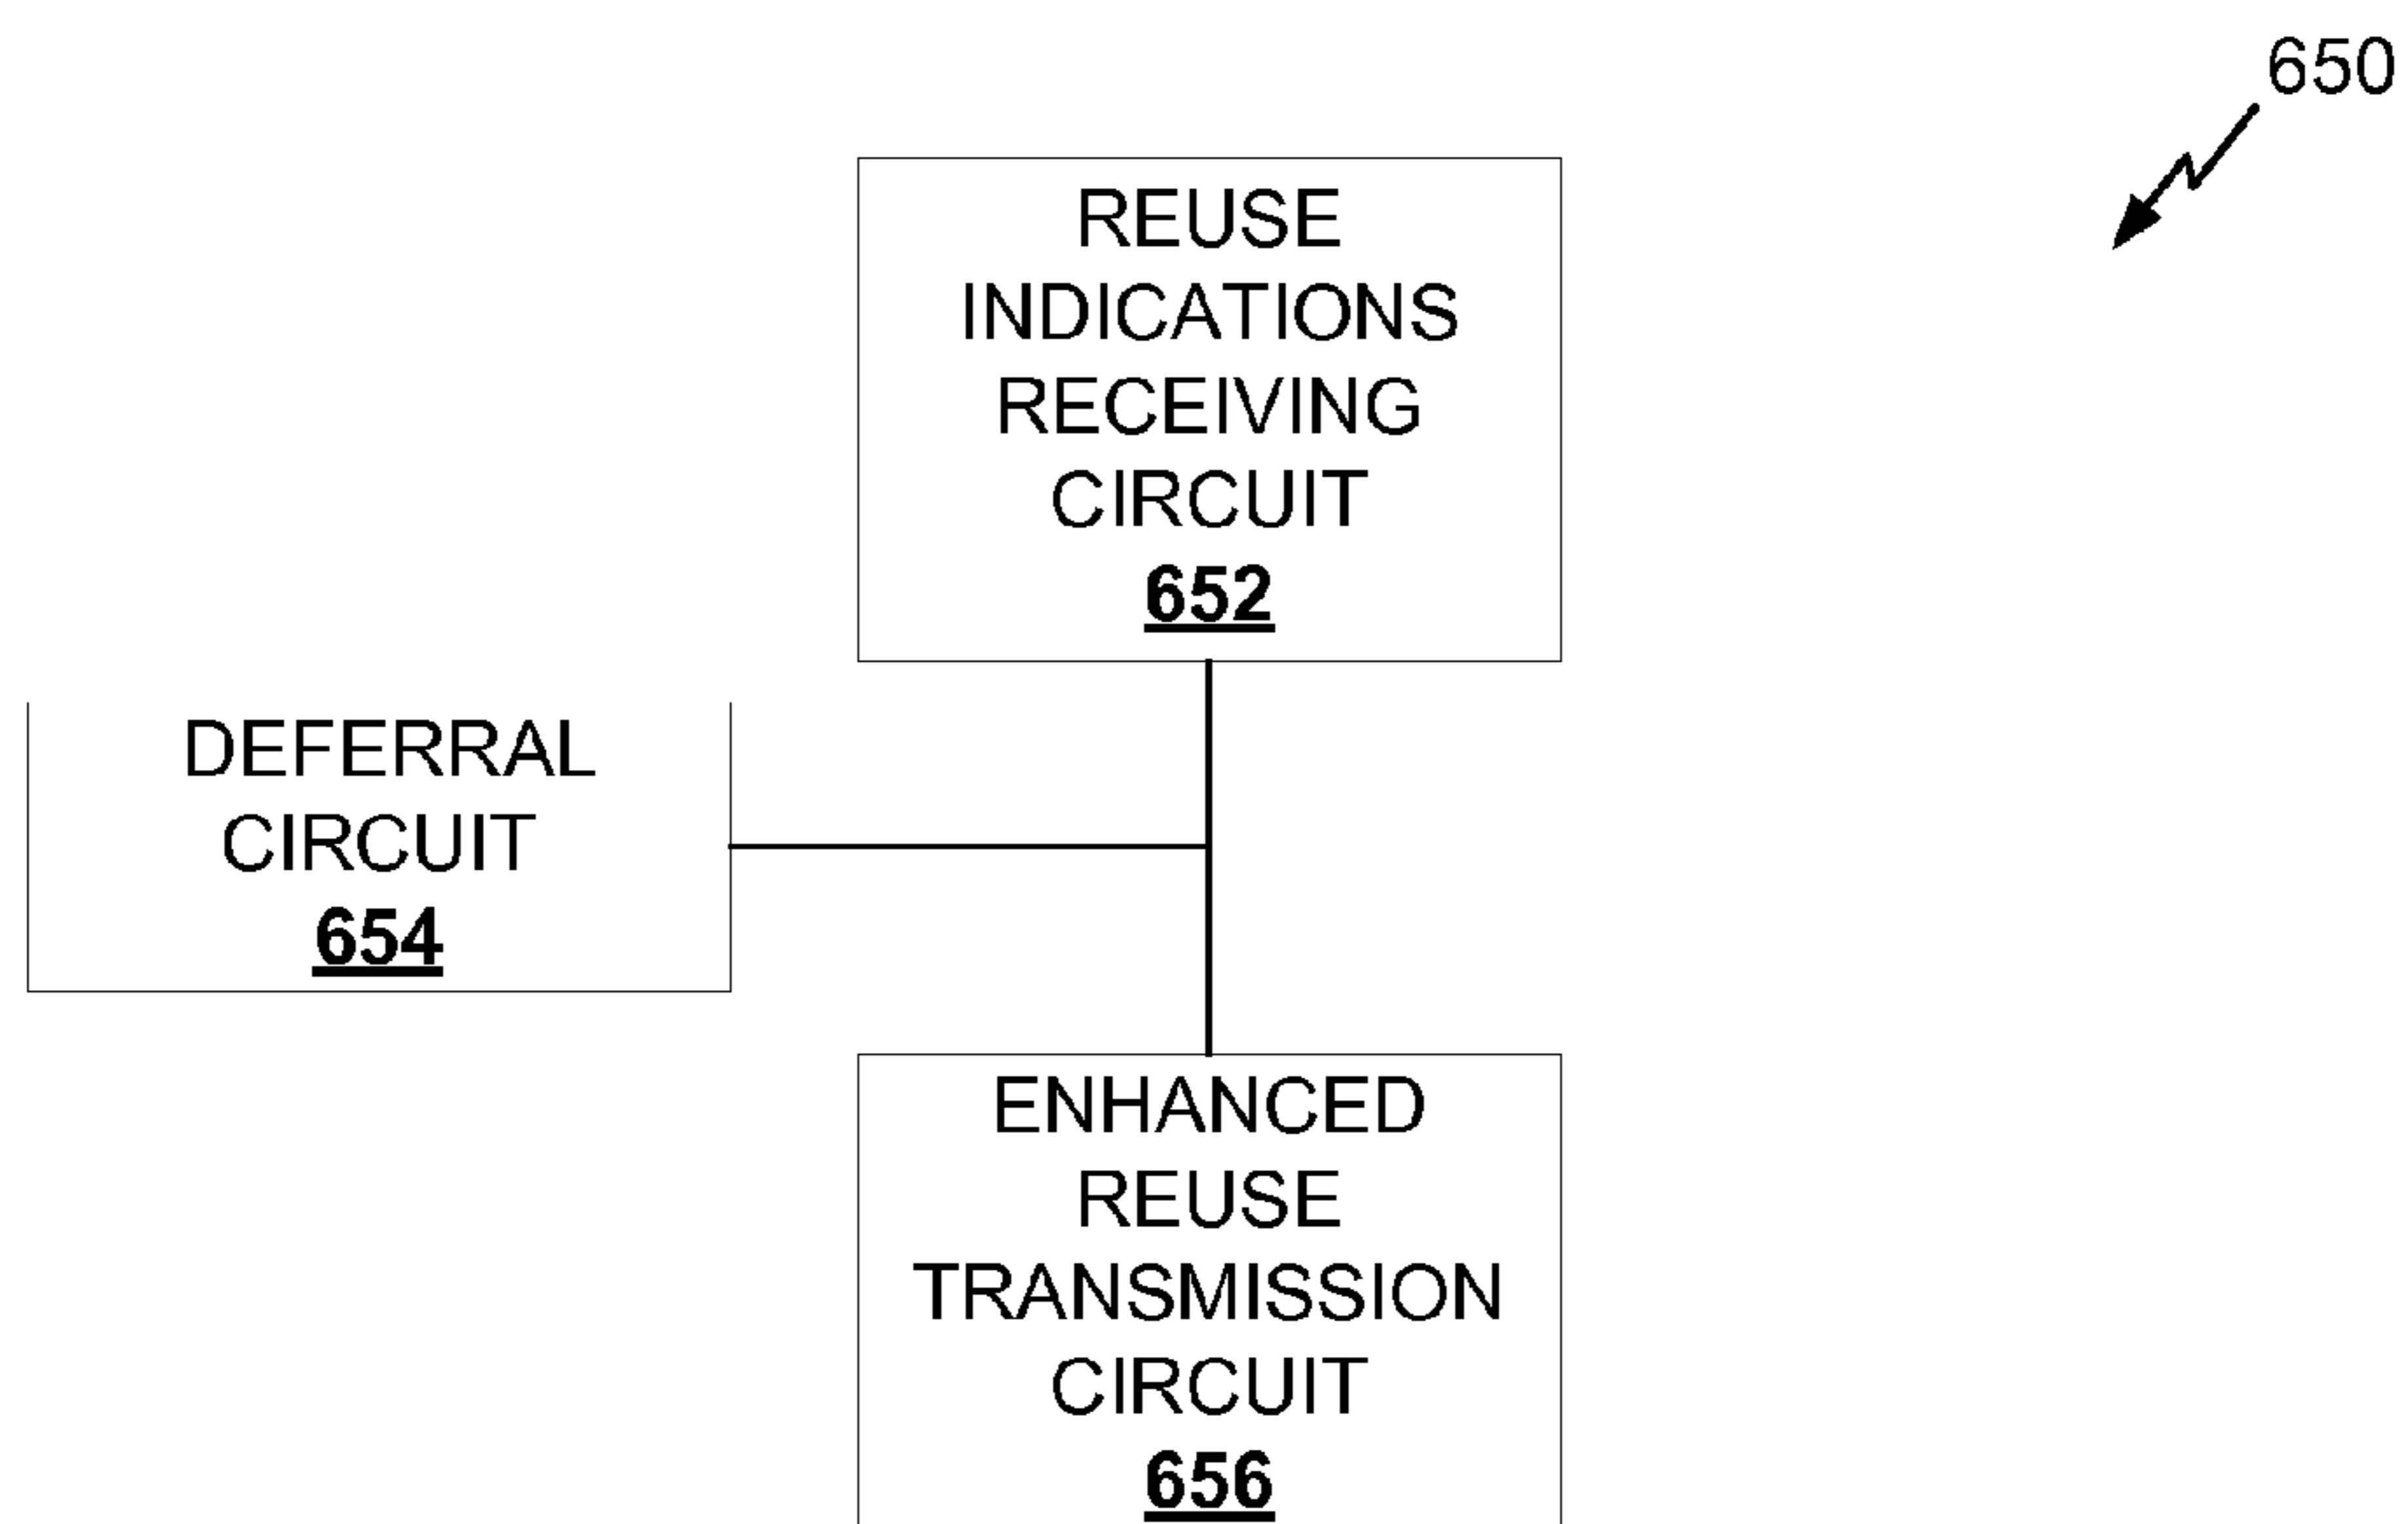 650
REUSE
INDICATIONS
RECEIVING
CIRCUIT
652
DEFERRAL
CIRCUIT
654
ENHANCED
REUSE
TRANSMISSION
CIRCUIT
656